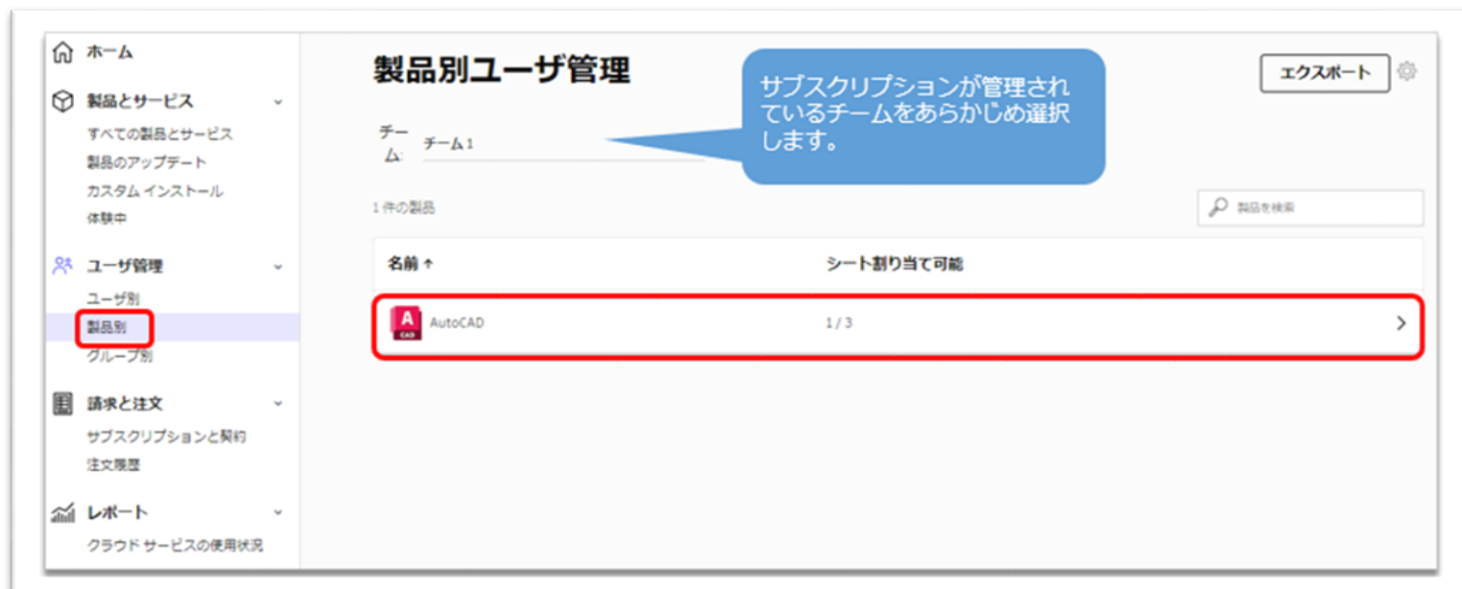 ホーム
製品とサービス
すべての製品とサービス
製品のアップデート
カスタム インストール
体験中
ユーザ管理
ユーザ別
製品別
グループ別
請求と注文
サブスクリプションと契約
注文履歴
レポート
クラウド サービスの使用状況
製品別ユーザ管理
サブスクリプションが管理され
ているチームをあらかじめ選択
します。
エクスポート
チー
ム:
チーム1
1 件の製品
製品を検索
名前 ↑
シート割り当て可能
A
CAD
AutoCAD
1 / 3